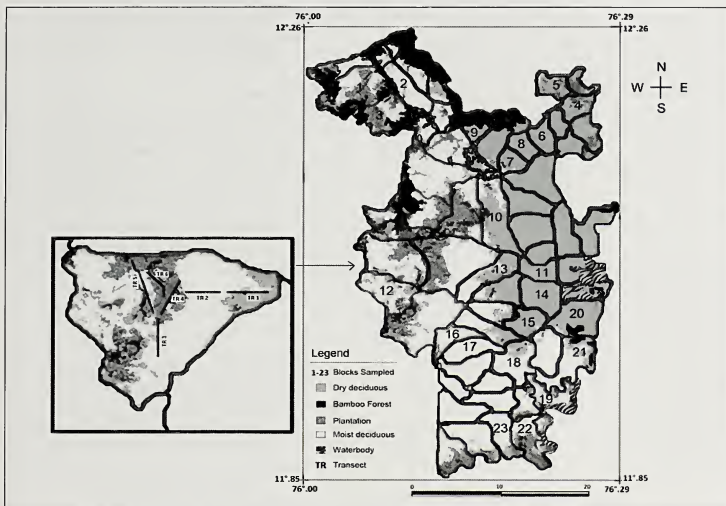 76°.00
76°.29
12°.26
12°.26
N
W E
S
5
4
2
1
3
9
8
6
7
10
13
11
12
14
20
15
16
17
21
18
19
23
22
TR 5
TR 6
TR 4
TR 2
TR 1
TR 3
Legend
1-23 Blocks Sampled
Dry deciduous
Bamboo Forest
Plantation
Moist deciduous
Waterbody
TR Transect
11°.85
11°.85
76°.00
76°.29
0 10 20